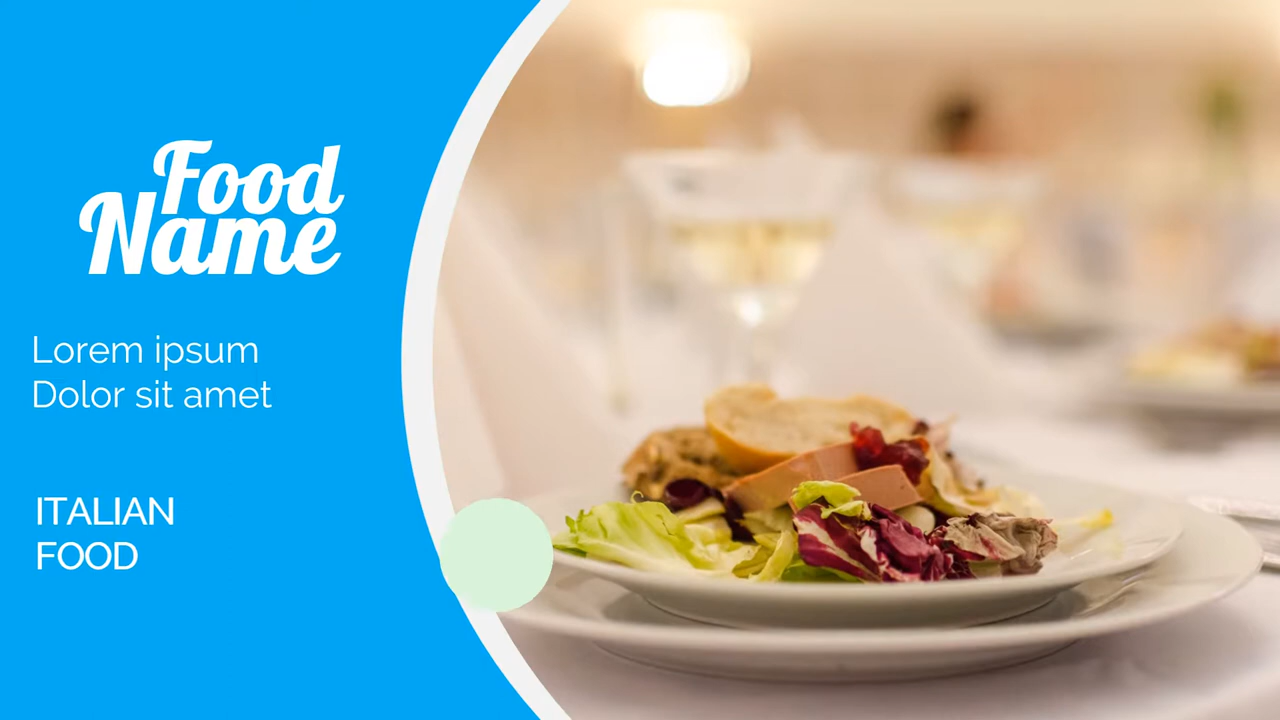 Food
Name
Lorem ipsum
Dolor sit amet
ITALIAN
FOOD